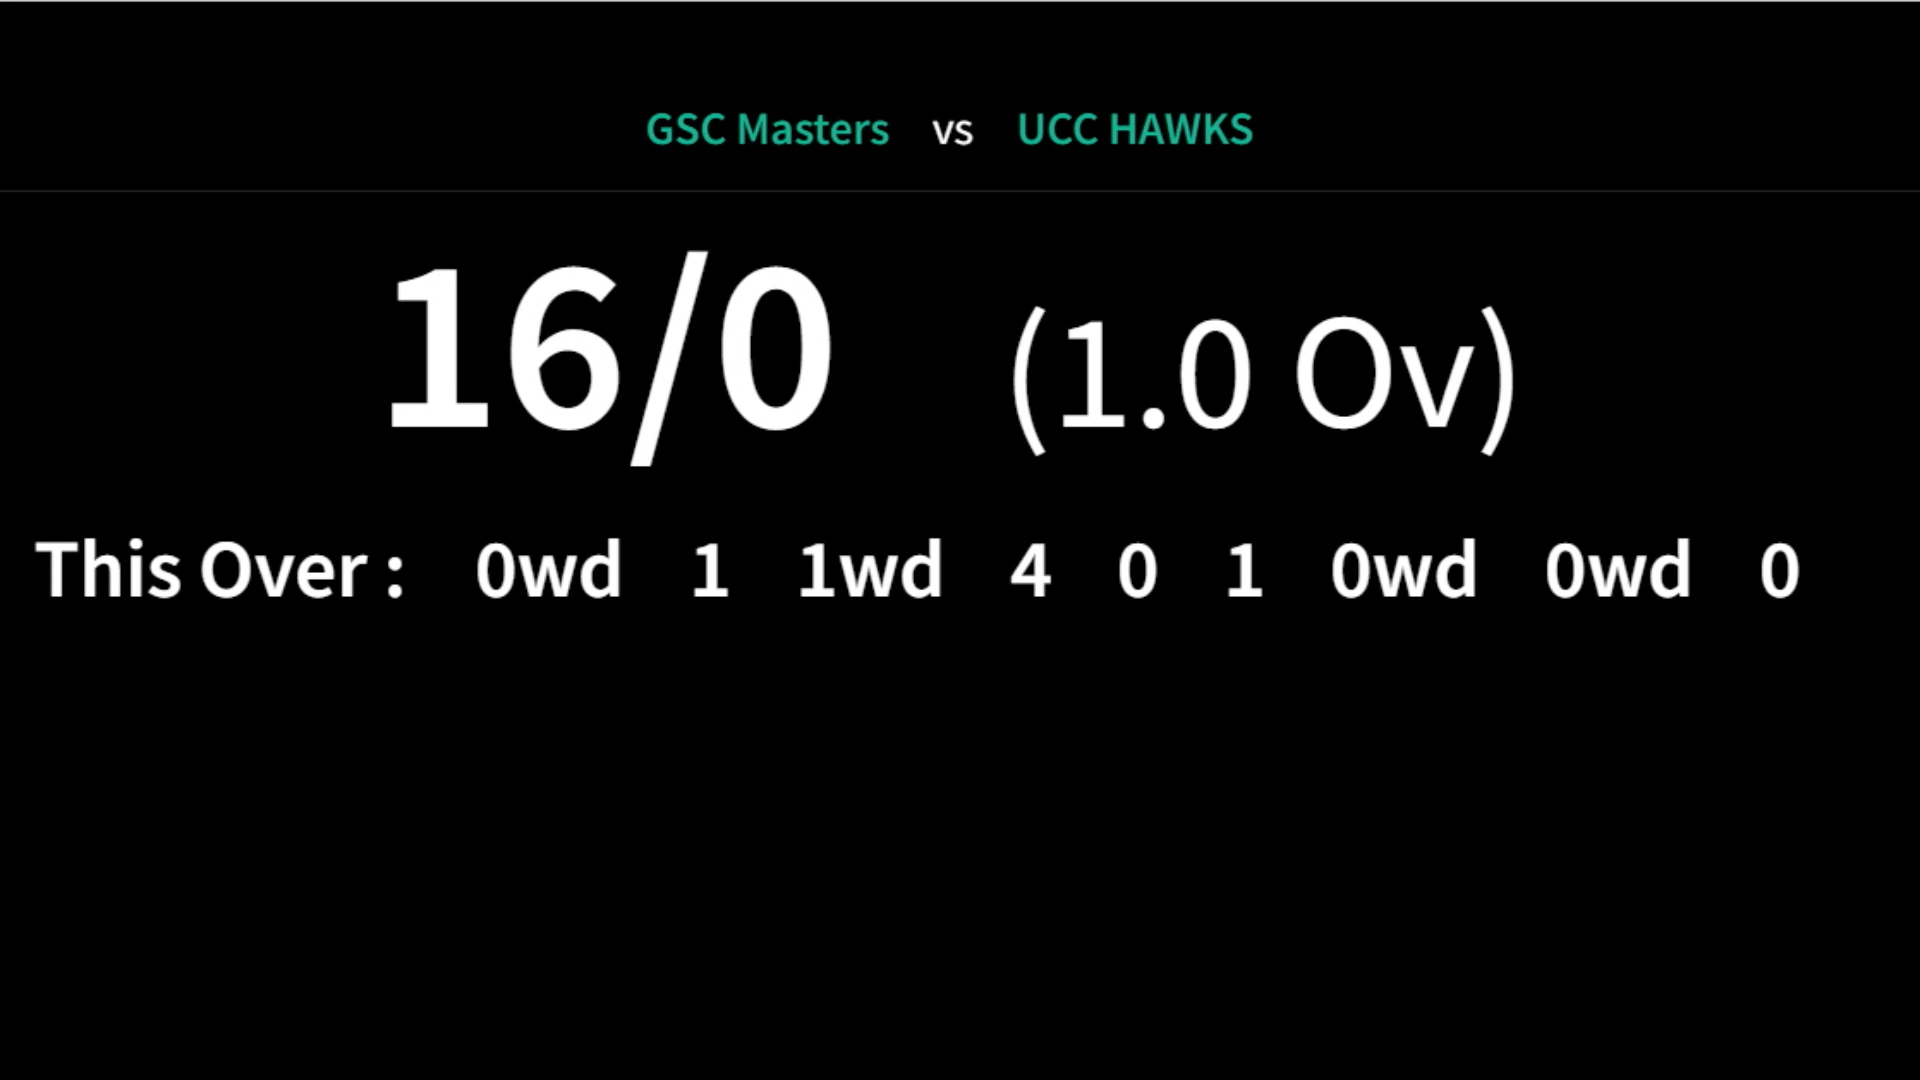 GSC Masters vs UCC HAWKS
16/0 (1.0 Ov)
This Over : 0wd 1 1wd 4 0 1 0wd 0wd 0